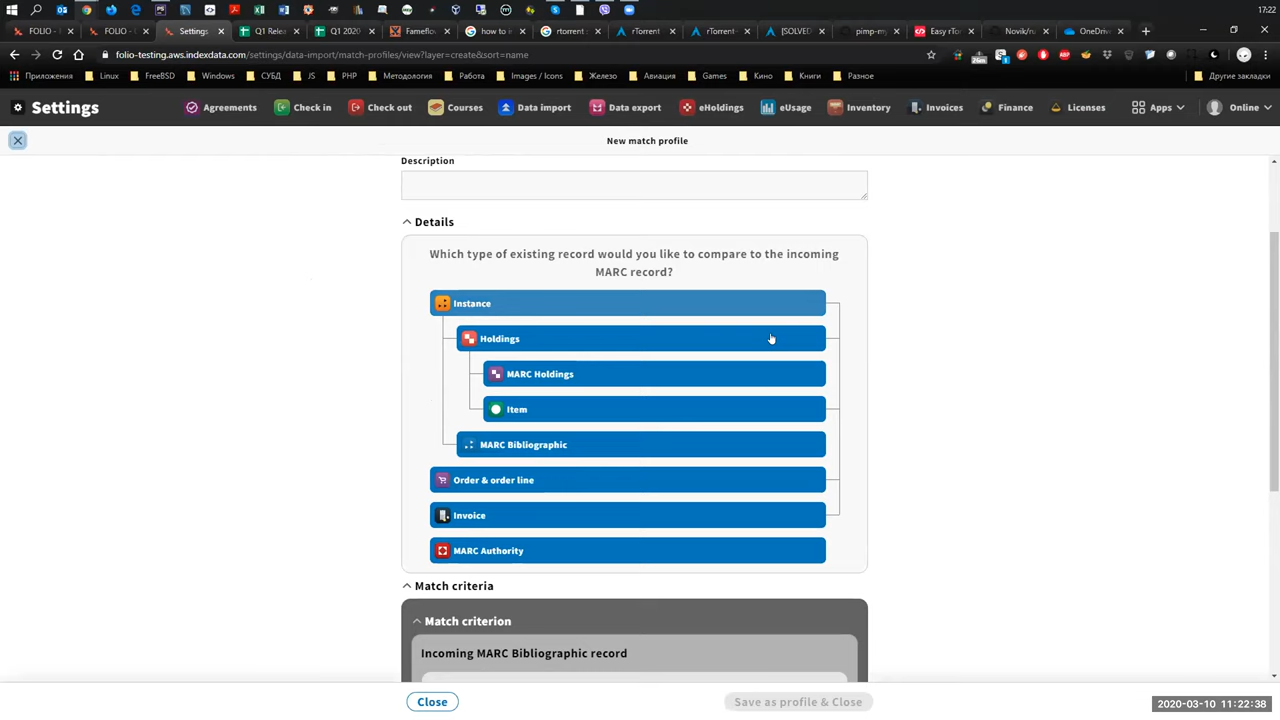 17:22
FOLIO - In
FOLIO - C
Settings
Q1 Relea
Q1 2020
Fameflow
how to in
rtorrent
rTorrent
rTorrent-
[SOLVED]
pimp-my
Easy rTor
Novik/ru
OneDrive
folio-testing.aws.indexdata.com/settings/data-import/match-profiles/view?layer=create&sort=name
Приложения
Linux
FreeBSD
Windows
СУБД
JS
PHP
Методология
Работа
Images / Icons
Железо
Авиация
Games
Кино
Книги
Разное
Другие закладки
Settings
Agreements
Check in
Check out
Courses
Data import
Data export
eHoldings
eUsage
Inventory
Invoices
Finance
Licenses
Apps
Online
New match profile
Description
Details
Which type of existing record would you like to compare to the incoming
MARC record?
Instance
Holdings
MARC Holdings
Item
MARC Bibliographic
Order & order line
Invoice
MARC Authority
Match criteria
Match criterion
Incoming MARC Bibliographic record
Close
Save as profile & Close
2020-03-10 11:22:38